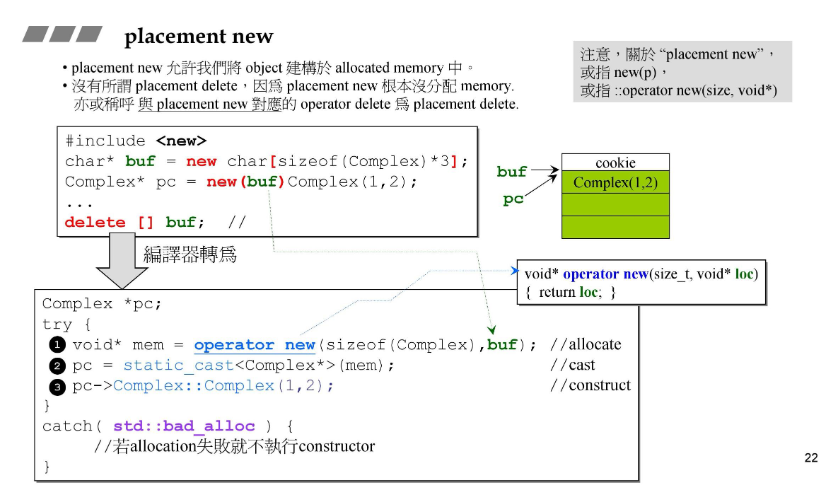 placement new
• placement new 允許我們將 object 建構於 allocated memory 中。
• 沒有所謂 placement delete，因爲 placement new 根本沒分配 memory.
亦或稱呼 與 placement new 對應的 operator delete 爲 placement delete.
注意，關於 “placement new”，
或指 new(p)，
或指 ::operator new(size, void*)
#include <new>
char* buf = new char[sizeof(Complex)*3];
Complex* pc = new(buf)Complex(1,2);
...
delete [] buf; //
buf
pc
cookie
Complex(1,2)
編譯器轉爲
void* operator new(size_t, void* loc)
{ return loc; }
Complex *pc;
try {
1 void* mem = operator new(sizeof(Complex),buf); //allocate
2 pc = static_cast<Complex*>(mem); //cast
3 pc->Complex::Complex(1,2); //construct
}
catch( std::bad_alloc ) {
//若allocation失敗就不執行constructor
}
22